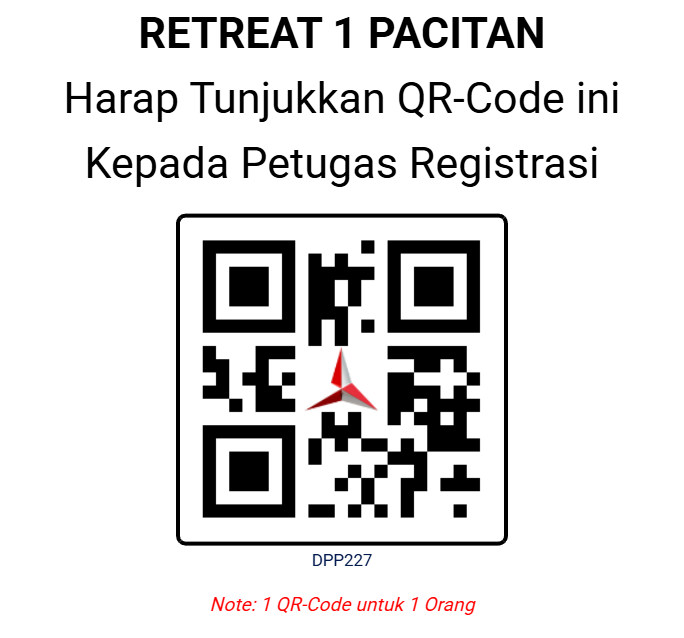 RETREAT 1 PACITAN
Harap Tunjukkan QR-Code ini
Kepada Petugas Registrasi
DPP227
Note: 1 QR-Code untuk 1 Orang